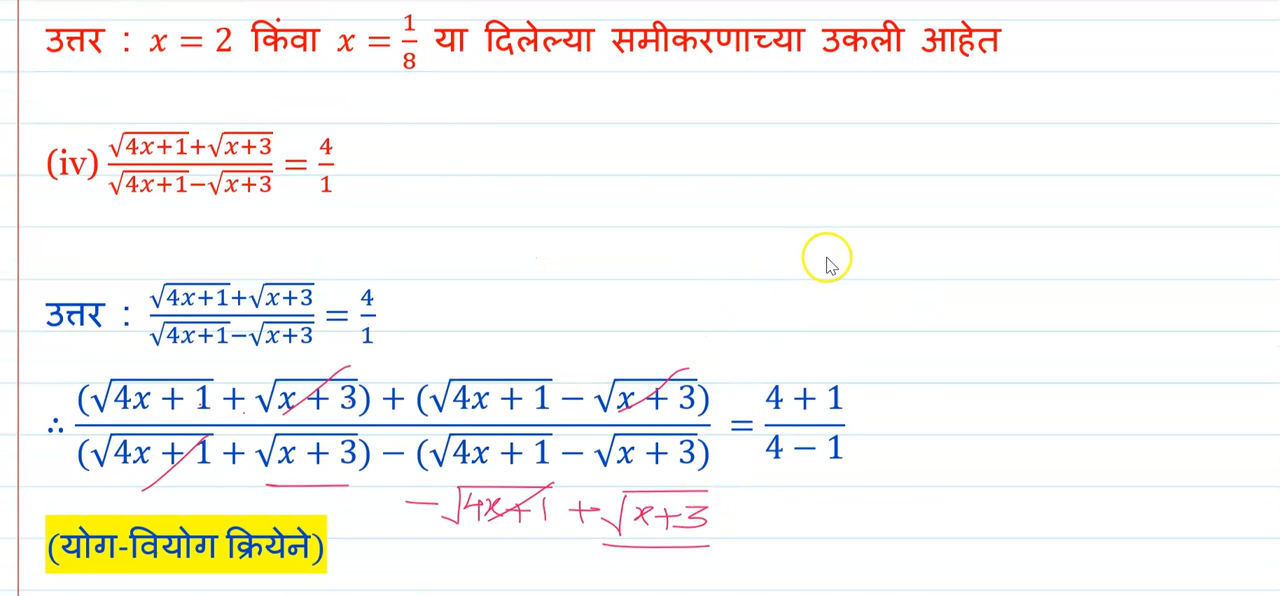 उत्तर : x = 2 किंवा x = 1/8 या दिलेल्या समीकरणाच्या उकली आहेत
(iv) (√(4x+1)+√(x+3))/(√(4x+1)−√(x+3)) = 4/1
उत्तर : (√(4x+1)+√(x+3))/(√(4x+1)−√(x+3)) = 4/1
∴ ((√(4x + 1) + √(x + 3)) + (√(4x + 1) − √(x + 3)))/((√(4x + 1) + √(x + 3)) − (√(4x + 1) − √(x + 3))) = (4 + 1)/(4 − 1)
−√(4x+1) + √(x+3)
(योग-वियोग क्रियेने)